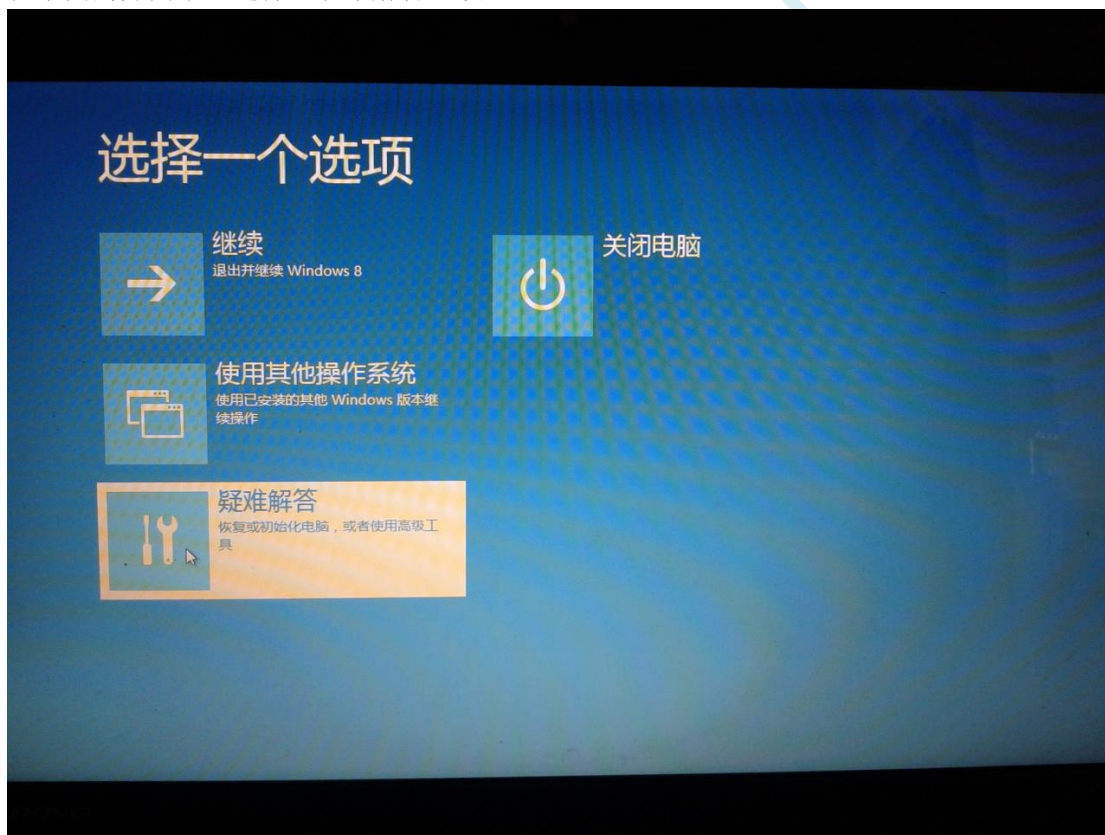 选择一个选项
继续
退出并继续 Windows 8
关闭电脑
使用其他操作系统
使用已安装的其他 Windows 版本继
续操作
疑难解答
恢复或初始化电脑，或者使用高级工
具